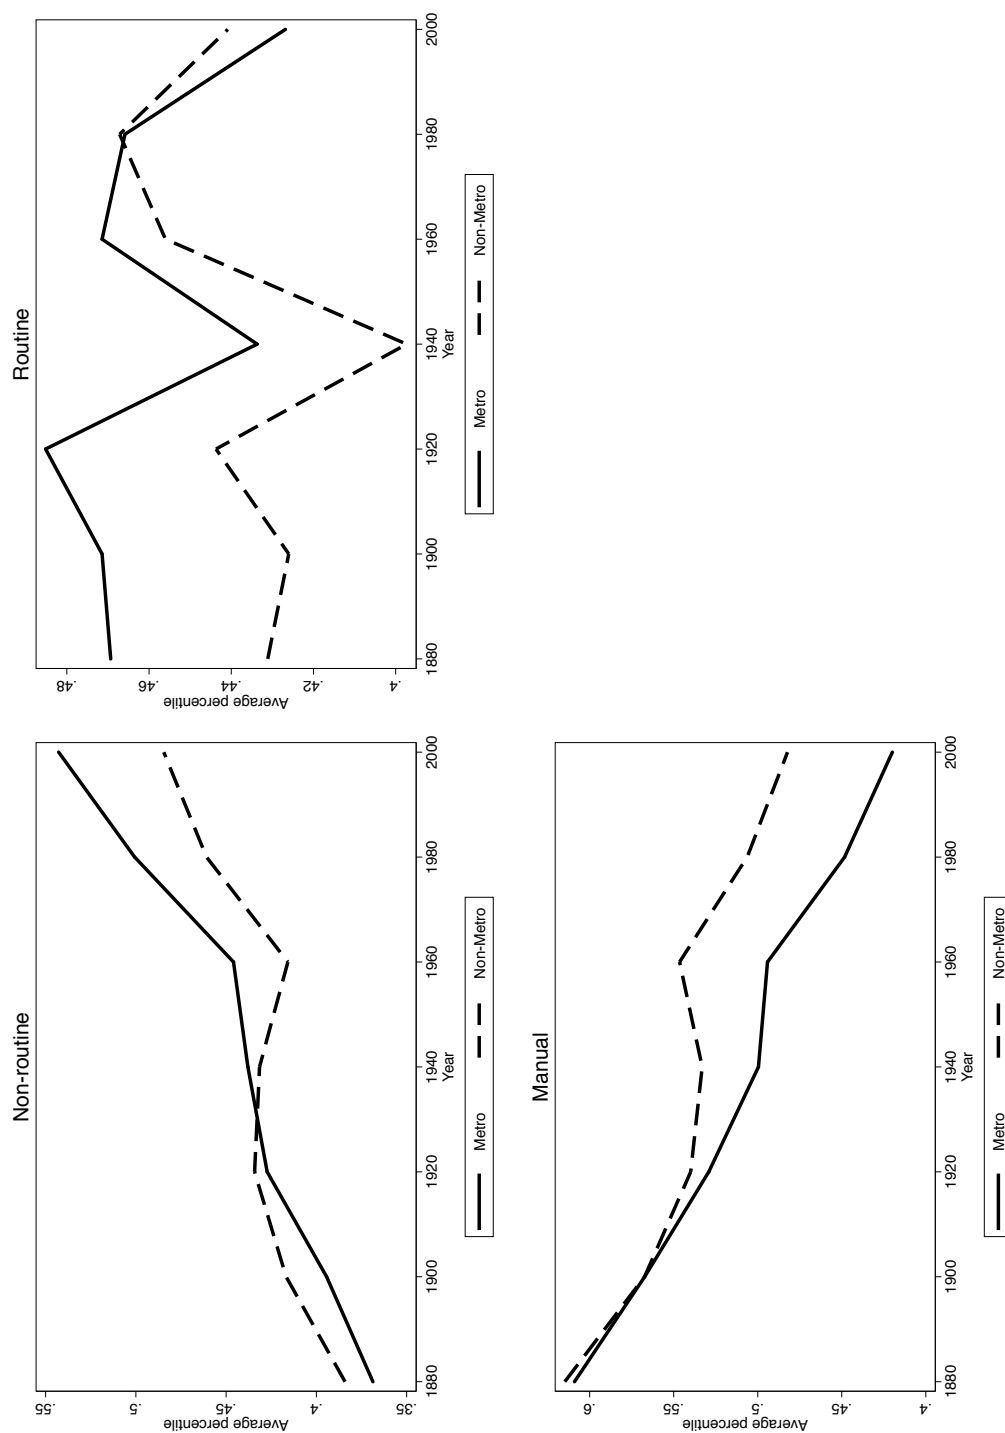 Non-routine
Average percentile
.35 .4 .45 .5 .55
1880 1900 1920 1940 1960 1980 2000
Year
Metro Non-Metro
Routine
Average percentile
.4 .42 .44 .46 .48
1880 1900 1920 1940 1960 1980 2000
Year
Metro Non-Metro
Manual
Average percentile
.4 .45 .5 .55 .6
1880 1900 1920 1940 1960 1980 2000
Year
Metro Non-Metro